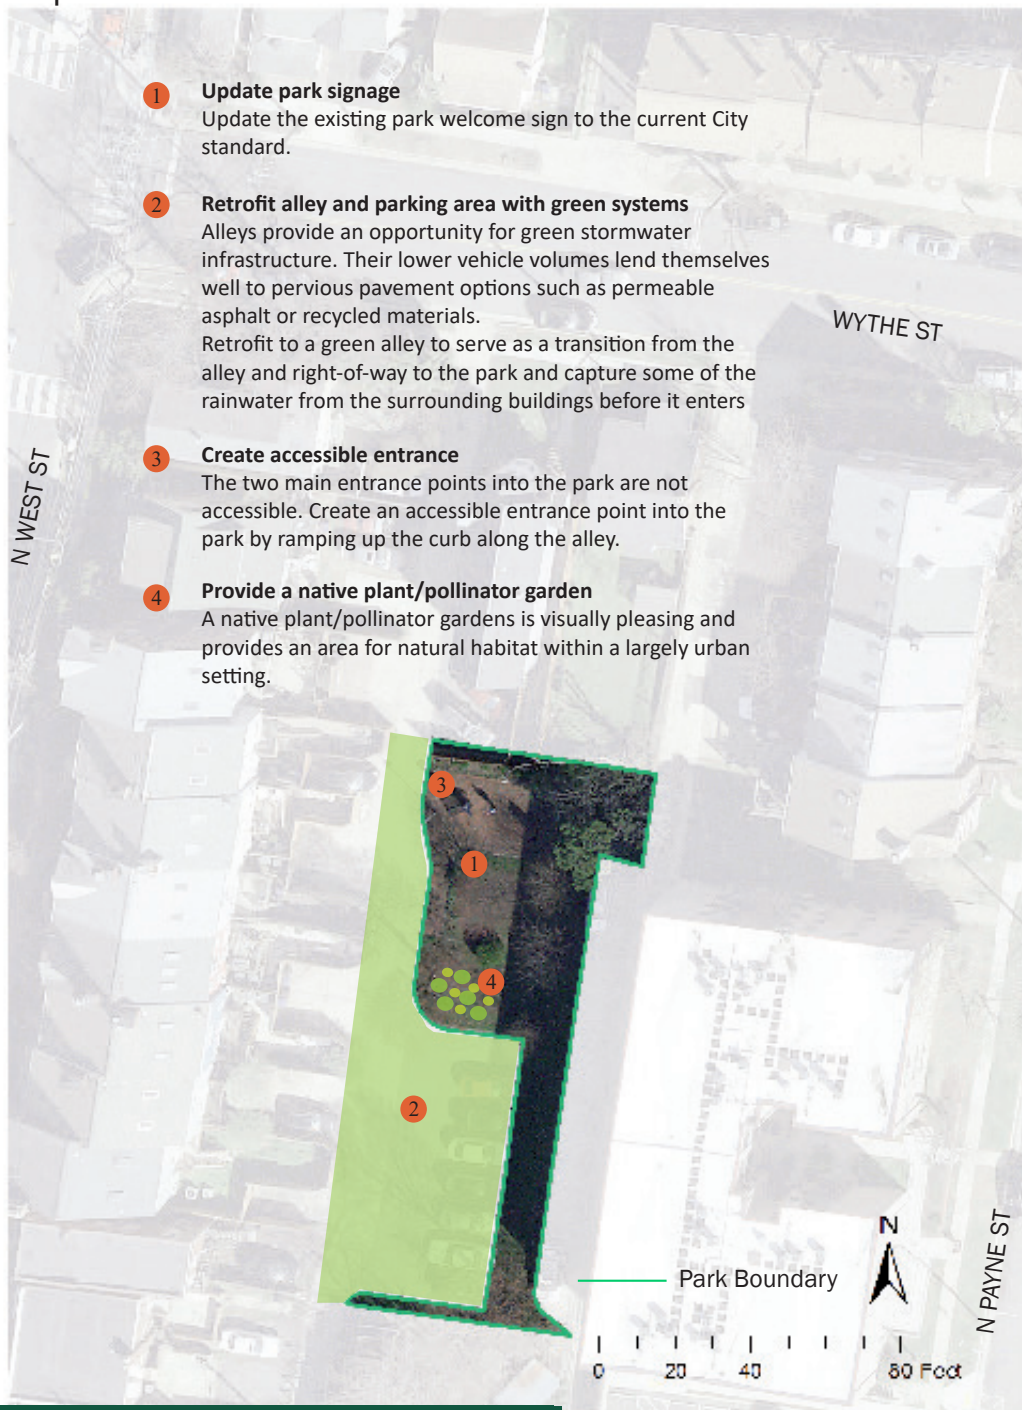 1
Update park signage
Update the existing park welcome sign to the current City
standard.
2
Retrofit alley and parking area with green systems
Alleys provide an opportunity for green stormwater
infrastructure. Their lower vehicle volumes lend themselves
well to pervious pavement options such as permeable
asphalt or recycled materials.
Retrofit to a green alley to serve as a transition from the
alley and right-of-way to the park and capture some of the
rainwater from the surrounding buildings before it enters
WYTHE ST
3
Create accessible entrance
The two main entrance points into the park are not
accessible. Create an accessible entrance point into the
park by ramping up the curb along the alley.
N WEST ST
4
Provide a native plant/pollinator garden
A native plant/pollinator gardens is visually pleasing and
provides an area for natural habitat within a largely urban
setting.
3
1
4
2
N
Park Boundary
N PAYNE ST
0 20 40 80 Feet